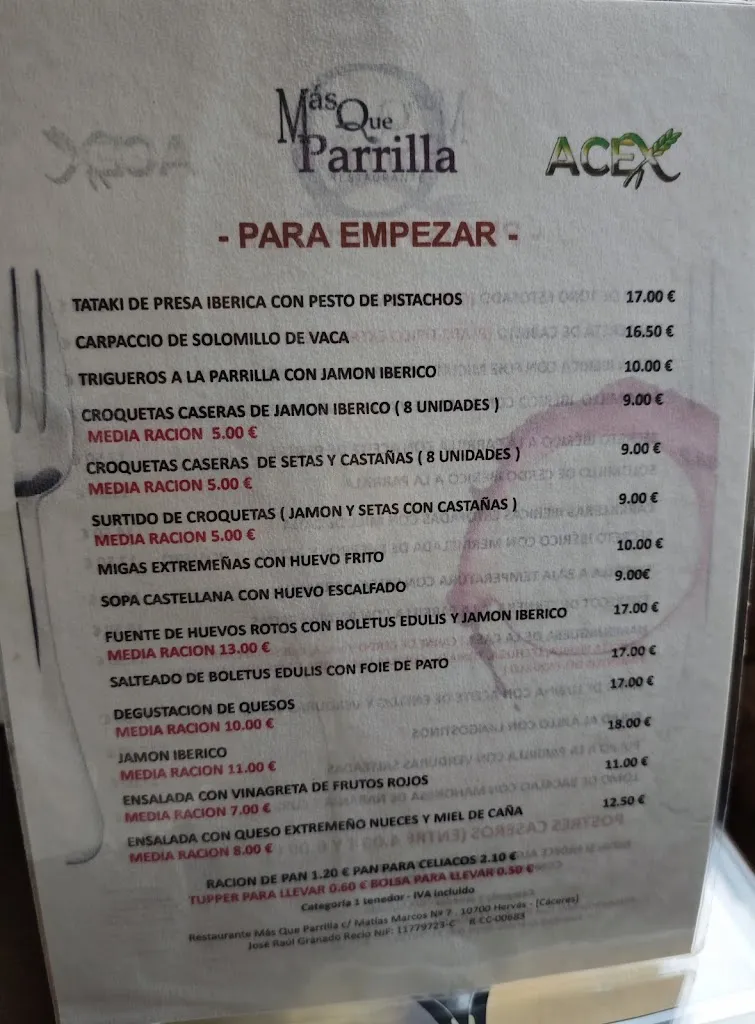 Más Que
Parrilla
RESTAURANTE
ACEX
- PARA EMPEZAR -
TATAKI DE PRESA IBERICA CON PESTO DE PISTACHOS 17.00 €
CARPACCIO DE SOLOMILLO DE VACA 16.50 €
TRIGUEROS A LA PARRILLA CON JAMON IBERICO 10.00 €
CROQUETAS CASERAS DE JAMON IBERICO ( 8 UNIDADES ) 9.00 €
MEDIA RACION 5.00 €
CROQUETAS CASERAS DE SETAS Y CASTAÑAS ( 8 UNIDADES ) 9.00 €
MEDIA RACION 5.00 €
SURTIDO DE CROQUETAS ( JAMON Y SETAS CON CASTAÑAS ) 9.00 €
MEDIA RACION 5.00 €
MIGAS EXTREMEÑAS CON HUEVO FRITO 10.00 €
SOPA CASTELLANA CON HUEVO ESCALFADO 9.00€
FUENTE DE HUEVOS ROTOS CON BOLETUS EDULIS Y JAMON IBERICO 17.00 €
MEDIA RACION 13.00 €
SALTEADO DE BOLETUS EDULIS CON FOIE DE PATO 17.00 €
DEGUSTACION DE QUESOS 17.00 €
MEDIA RACION 10.00 €
JAMON IBERICO 18.00 €
MEDIA RACION 11.00 €
ENSALADA CON VINAGRETA DE FRUTOS ROJOS 11.00 €
MEDIA RACION 7.00 €
ENSALADA CON QUESO EXTREMEÑO NUECES Y MIEL DE CAÑA 12.50 €
MEDIA RACION 8.00 €
RACION DE PAN 1.20 € PAN PARA CELIACOS 2.10 €
TUPPER PARA LLEVAR 0.60 € BOLSA PARA LLEVAR 0.50 €
Categoría 1 tenedor - IVA incluido
Restaurante Más Que Parrilla c/ Matías Marcos Nº 7 . 10700 Hervás - (Cáceres)
José Raúl Granado Recio NIF: 11779723-C R-CC-00683